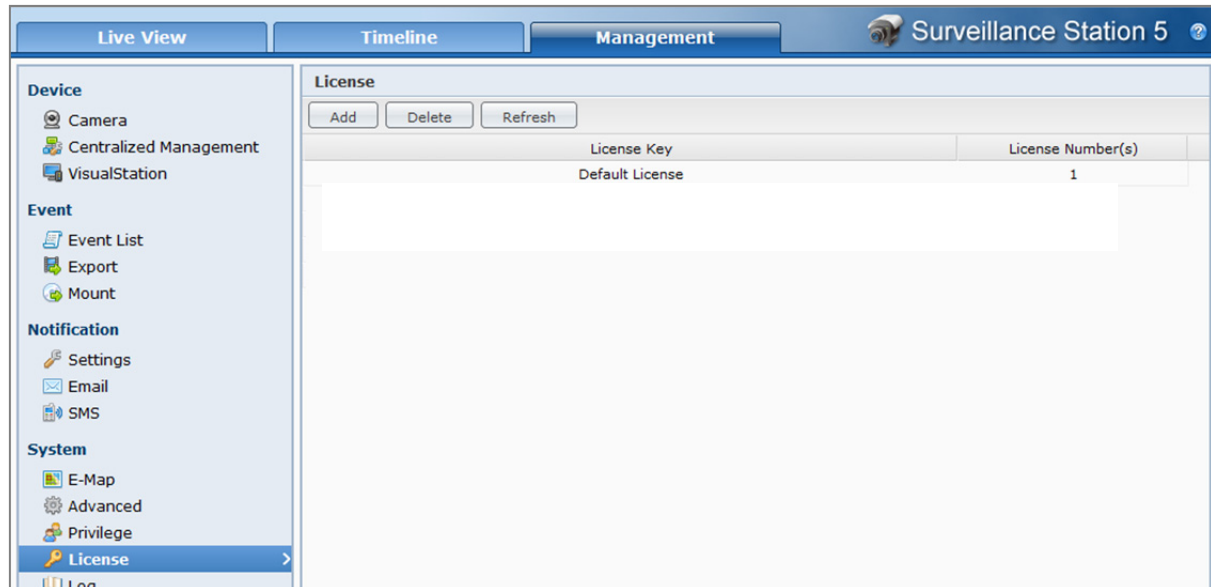 Live View
Timeline
Management
Surveillance Station 5
?
Device
Camera
Centralized Management
VisualStation
Event
Event List
Export
Mount
Notification
Settings
Email
SMS
System
E-Map
Advanced
Privilege
License
Log
License
Add Delete Refresh
License Key License Number(s)
Default License 1